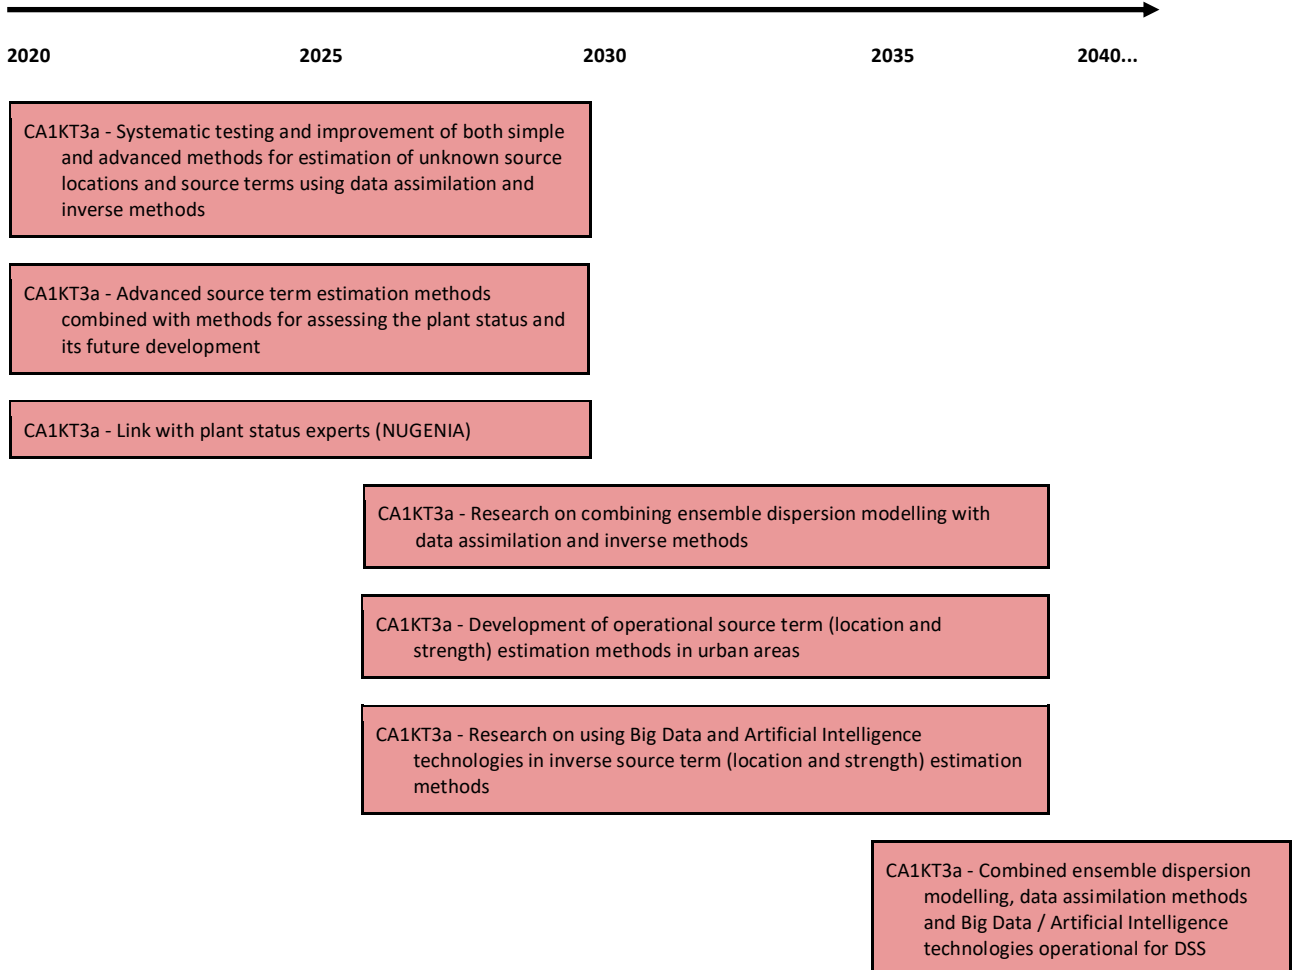 2020 2025 2030 2035 2040...
CA1KT3a - Systematic testing and improvement of both simple
and advanced methods for estimation of unknown source
locations and source terms using data assimilation and
inverse methods
CA1KT3a - Advanced source term estimation methods
combined with methods for assessing the plant status and
its future development
CA1KT3a - Link with plant status experts (NUGENIA)
CA1KT3a - Research on combining ensemble dispersion modelling with
data assimilation and inverse methods
CA1KT3a - Development of operational source term (location and
strength) estimation methods in urban areas
CA1KT3a - Research on using Big Data and Artificial Intelligence
technologies in inverse source term (location and strength) estimation
methods
CA1KT3a - Combined ensemble dispersion
modelling, data assimilation methods
and Big Data / Artificial Intelligence
technologies operational for DSS